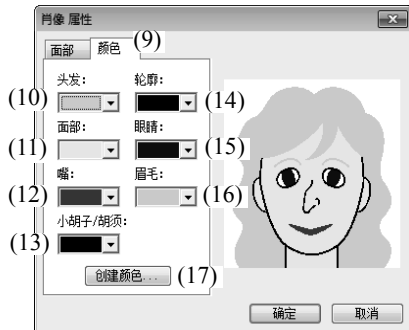 肖像 属性
面部 颜色 (9)
头发: 轮廓:
(10) (14)
面部: 眼睛:
(11) (15)
嘴: 眉毛:
(12) (16)
小胡子/胡须:
(13)
创建颜色... (17)
确定 取消